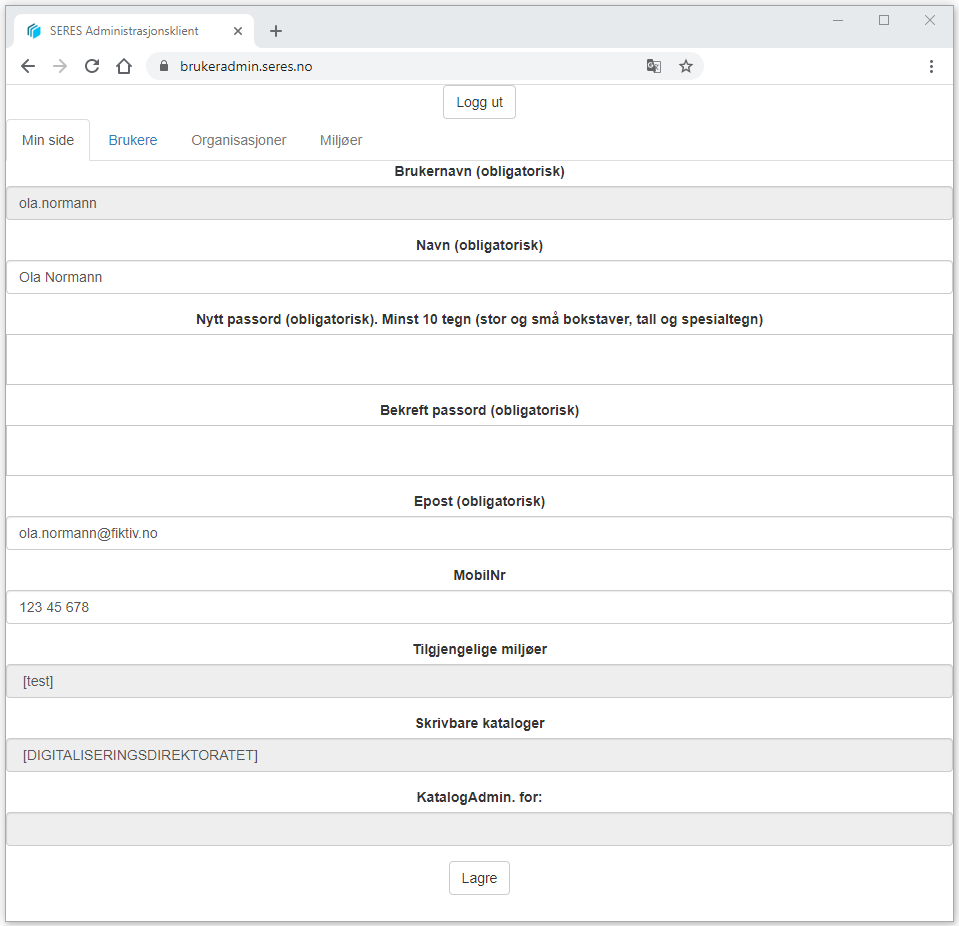 SERES Administrasjonsklient
brukeradmin.seres.no
Logg ut
Min side Brukere Organisasjoner Miljøer
Brukernavn (obligatorisk)
ola.normann
Navn (obligatorisk)
Ola Normann
Nytt passord (obligatorisk). Minst 10 tegn (stor og små bokstaver, tall og spesialtegn)
Bekreft passord (obligatorisk)
Epost (obligatorisk)
ola.normann@fiktiv.no
MobilNr
123 45 678
Tilgjengelige miljøer
[test]
Skrivbare kataloger
[DIGITALISERINGSDIREKTORATET]
KatalogAdmin. for:
Lagre